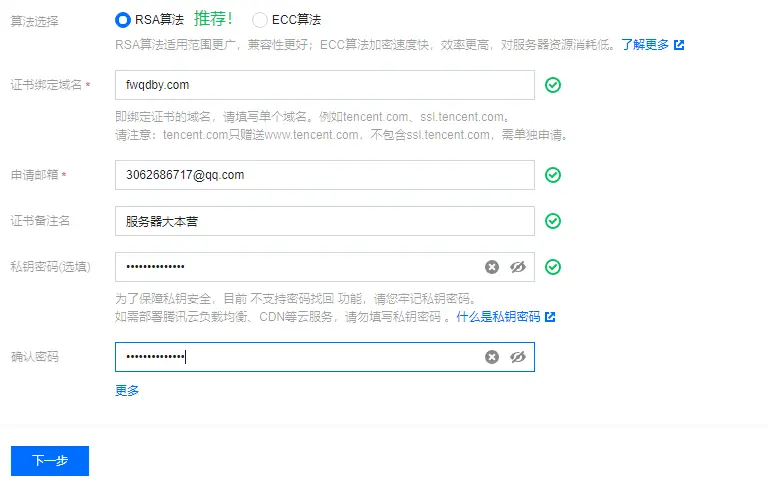 算法选择 RSA算法 推荐！ ECC算法
RSA算法适用范围更广，兼容性更好；ECC算法加密速度快，效率更高，对服务器资源消耗低。了解更多
证书绑定域名 * fwqdby.com
即绑定证书的域名，请填写单个域名。例如tencent.com、ssl.tencent.com。
请注意：tencent.com只赠送www.tencent.com，不包含ssl.tencent.com，需单独申请。
申请邮箱 * 3062686717@qq.com
证书备注名 服务器大本营
私钥密码(选填) ••••••••••••••
为了保障私钥安全，目前 不支持密码找回 功能，请您牢记私钥密码。
如需部署腾讯云负载均衡、CDN等云服务，请勿填写私钥密码 。什么是私钥密码
确认密码 ••••••••••••••
更多
下一步